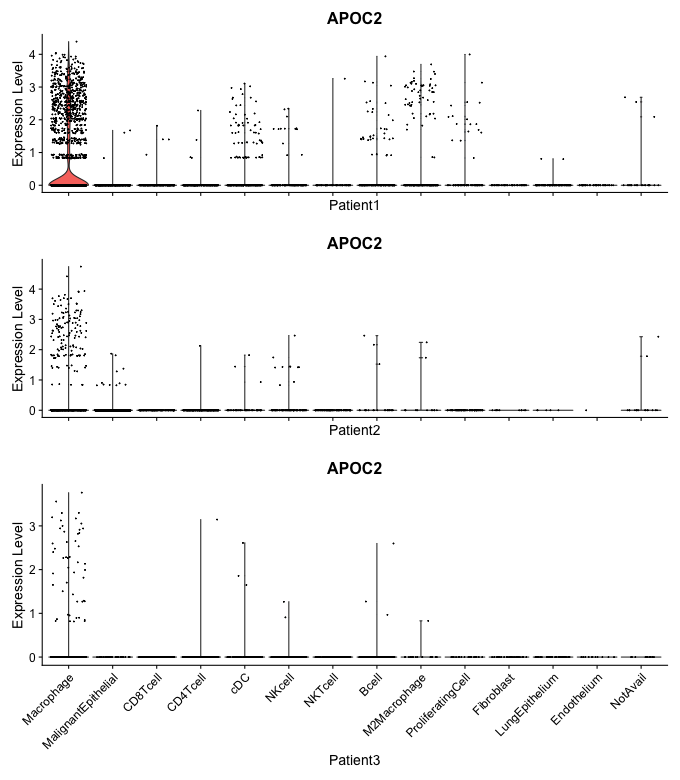 APOC2
Expression Level
4
3
2
1
0
Patient1
APOC2
Expression Level
4
3
2
1
0
Patient2
APOC2
Expression Level
3
2
1
0
Macrophage
MalignantEpithelial
CD8Tcell
CD4Tcell
cDC
NKcell
NKTcell
Bcell
M2Macrophage
ProliferatingCell
Fibroblast
LungEpithelium
Endothelium
NotAvail
Patient3